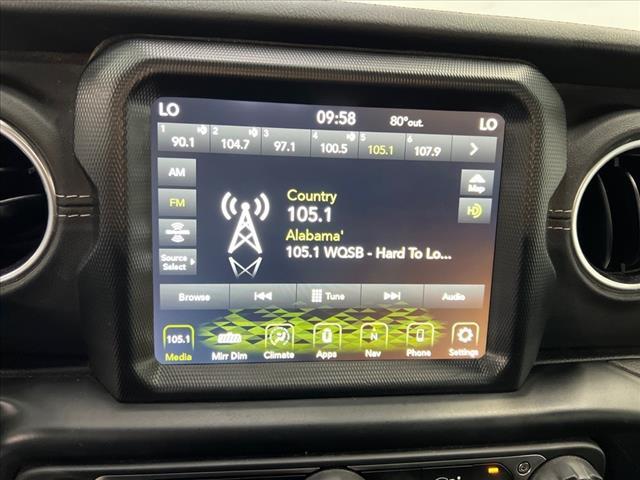 LO 09:58 80°out. LO
1 90.1 2 104.7 3 97.1 4 100.5 5 105.1 6 107.9
AM
FM
Source
Select
Country
105.1
Alabama'
105.1 WQSB - Hard To Lo...
Map
HD
Browse Tune Audio
105.1 N
Media Mirr Dim Climate Apps Nav Phone Settings